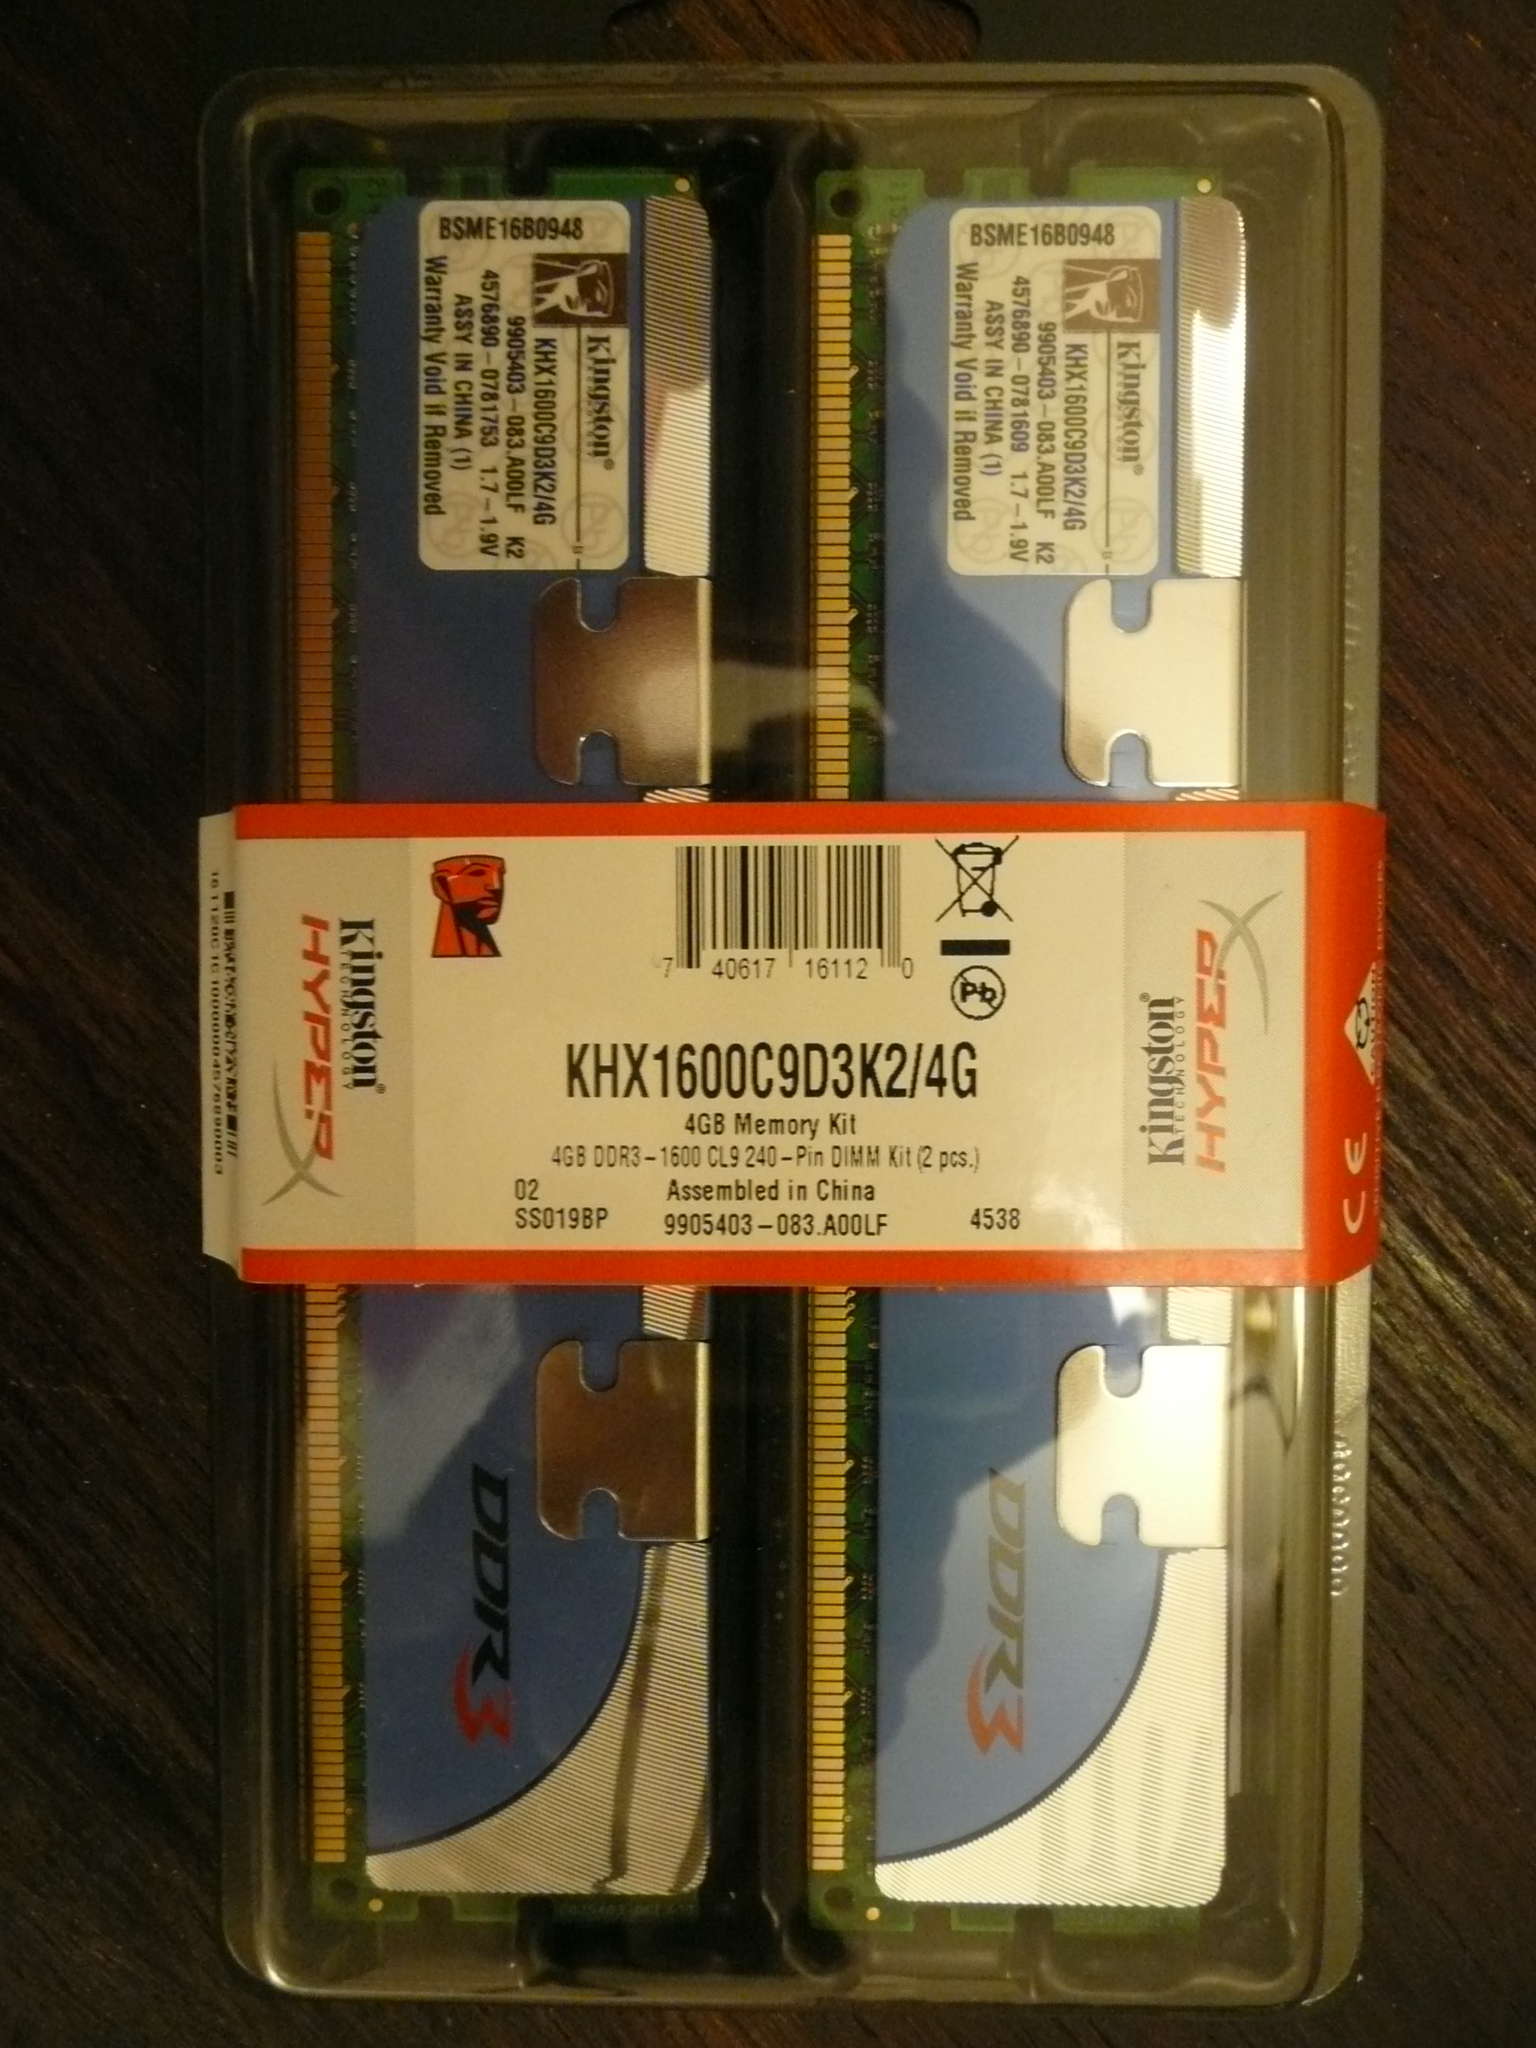 BSME16B0948
Kingston®
KHX1600C9D3K2/4G
9905403-083.A00LF K2
4576890-0781753 1.7-1.9V
ASSY IN CHINA (1)
Warranty Void if Removed
BSME16B0948
Kingston®
KHX1600C9D3K2/4G
9905403-083.A00LF K2
4576890-0781609 1.7-1.9V
ASSY IN CHINA (1)
Warranty Void if Removed
Kingston®
TECHNOLOGY
HYPERX
7 40617 16112 0
Pb
KHX1600C9D3K2/4G
4GB Memory Kit
4GB DDR3-1600 CL9 240-Pin DIMM Kit (2 pcs.)
02 Assembled in China
SS019BP 9905403-083.A00LF 4538
Kingston®
TECHNOLOGY
HYPERX
CE
DDR3
DDR3